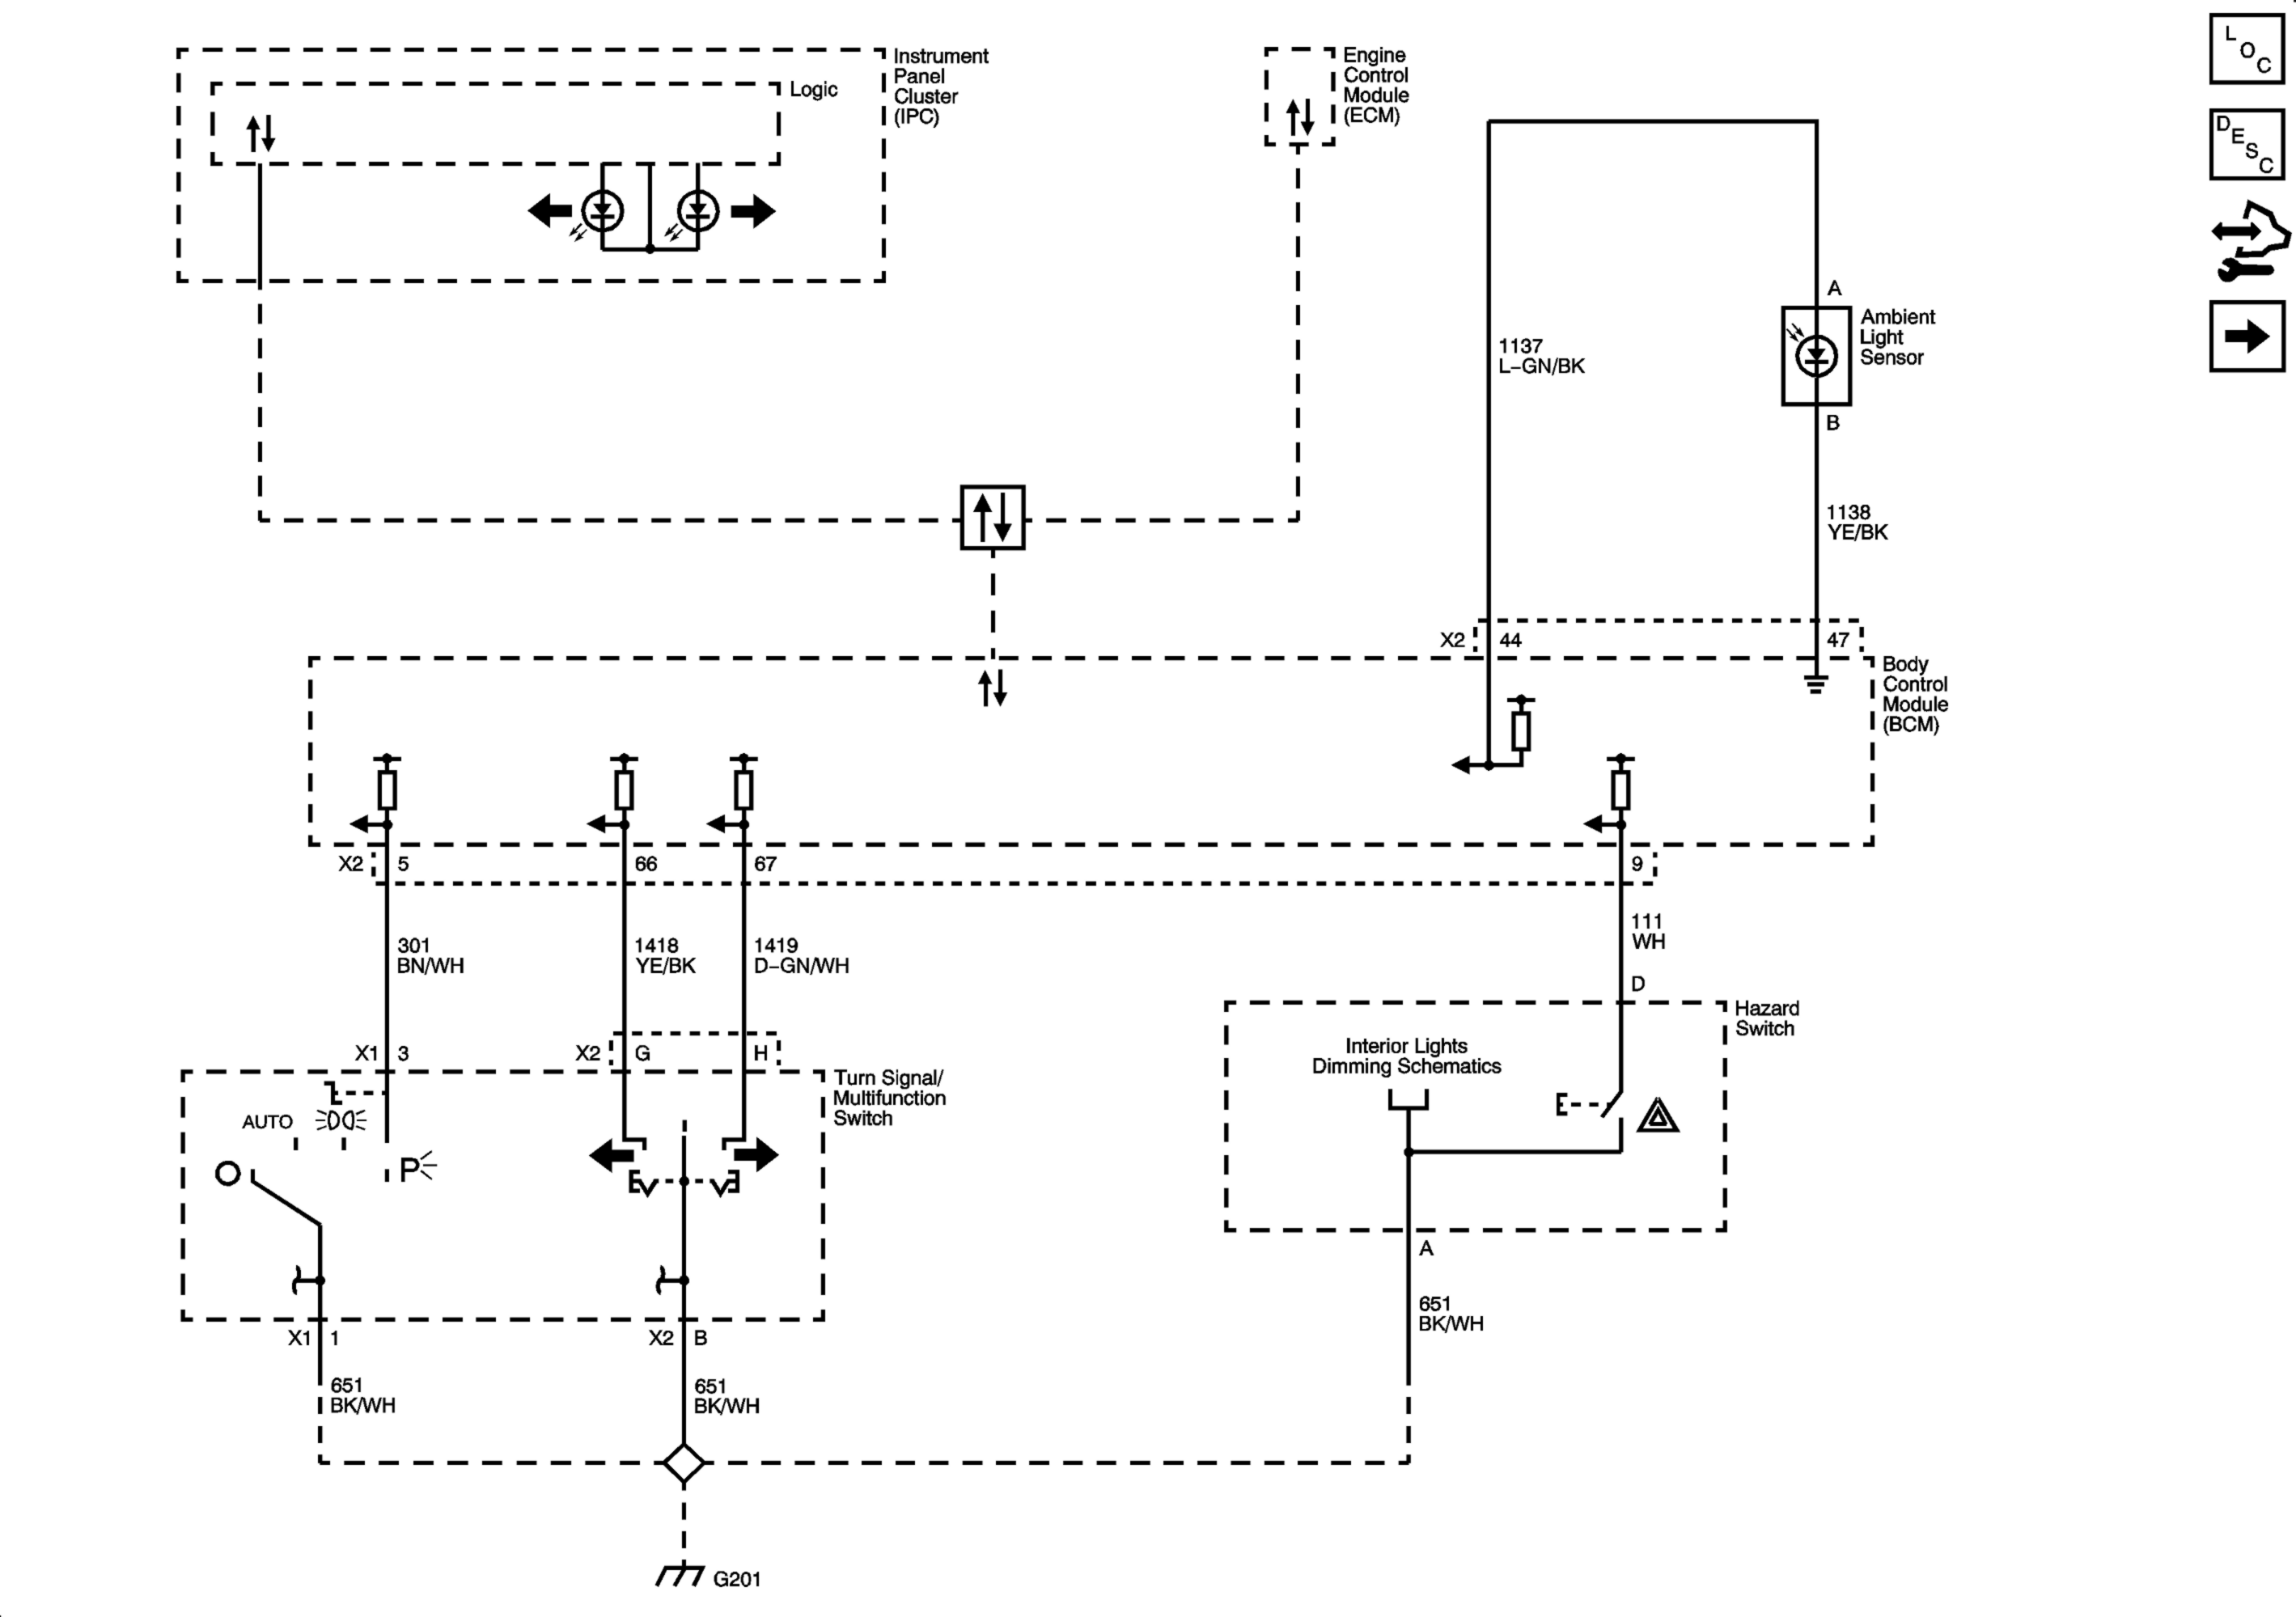 Instrument
Panel
Cluster
(IPC)
Logic
Engine
Control
Module
(ECM)
L
O
C
D
E
S
C
A
Ambient
Light
Sensor
B
1137
L-GN/BK
1138
YE/BK
X2
44
47
Body
Control
Module
(BCM)
X2
5
66
67
9
301
BN/WH
1418
YE/BK
1419
D-GN/WH
111
WH
D
Hazard
Switch
Interior Lights
Dimming Schematics
X1
3
X2
G
H
Turn Signal/
Multifunction
Switch
AUTO
P
A
651
BK/WH
X1
1
X2
B
651
BK/WH
651
BK/WH
G201